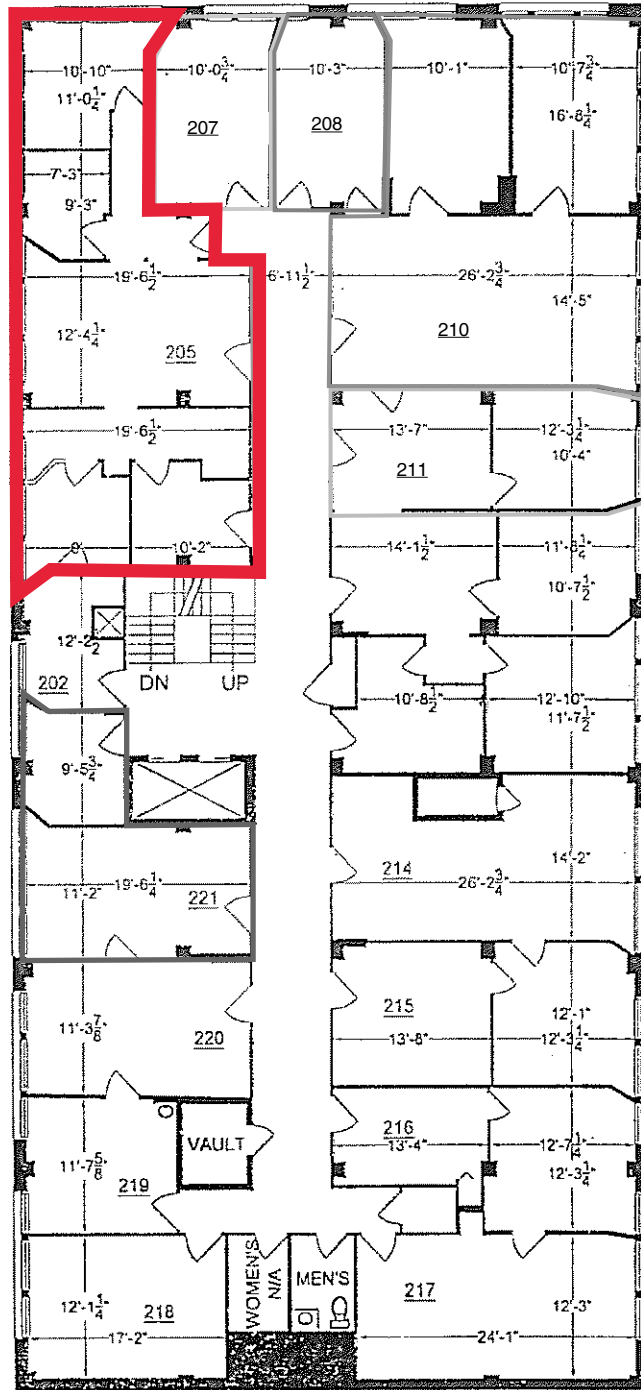 10'-10" 10'-0 3/4" 10'-3" 10'-1" 10'-7 3/4"
11'-0 1/4" 16'-8 1/4"
207 208
7'-3"
9'-3"
19'-6 1/2" 6'-11 1/2 26'-2 3/4"
14'-5"
12'-4 1/4" 205 210
19'-6 1/2" 13'-7" 12'-3 1/4"
211 10'-4"
9' 10'-2" 14'-1 1/2" 11'-8 1/4"
10'-7 1/2"
12'-2
202 DN UP 10'-8 1/2" 12'-10"
11'-7 1/2"
9'-5 3/4"
14'-2"
214
11'-2" 19'-6 1/4" 26'-2 3/4"
221
215 12'-1"
11'-3 7/8" 220 13'-8" 12'-3 1/4"
216
VAULT 13'-4" 12'-7 1/4"
11'-7 5/8" 219 12'-3 1/4"
WOMEN'S
N/A
MEN'S
217
12'-1 1/4" 218 12'-3"
17'-2" 24'-1"